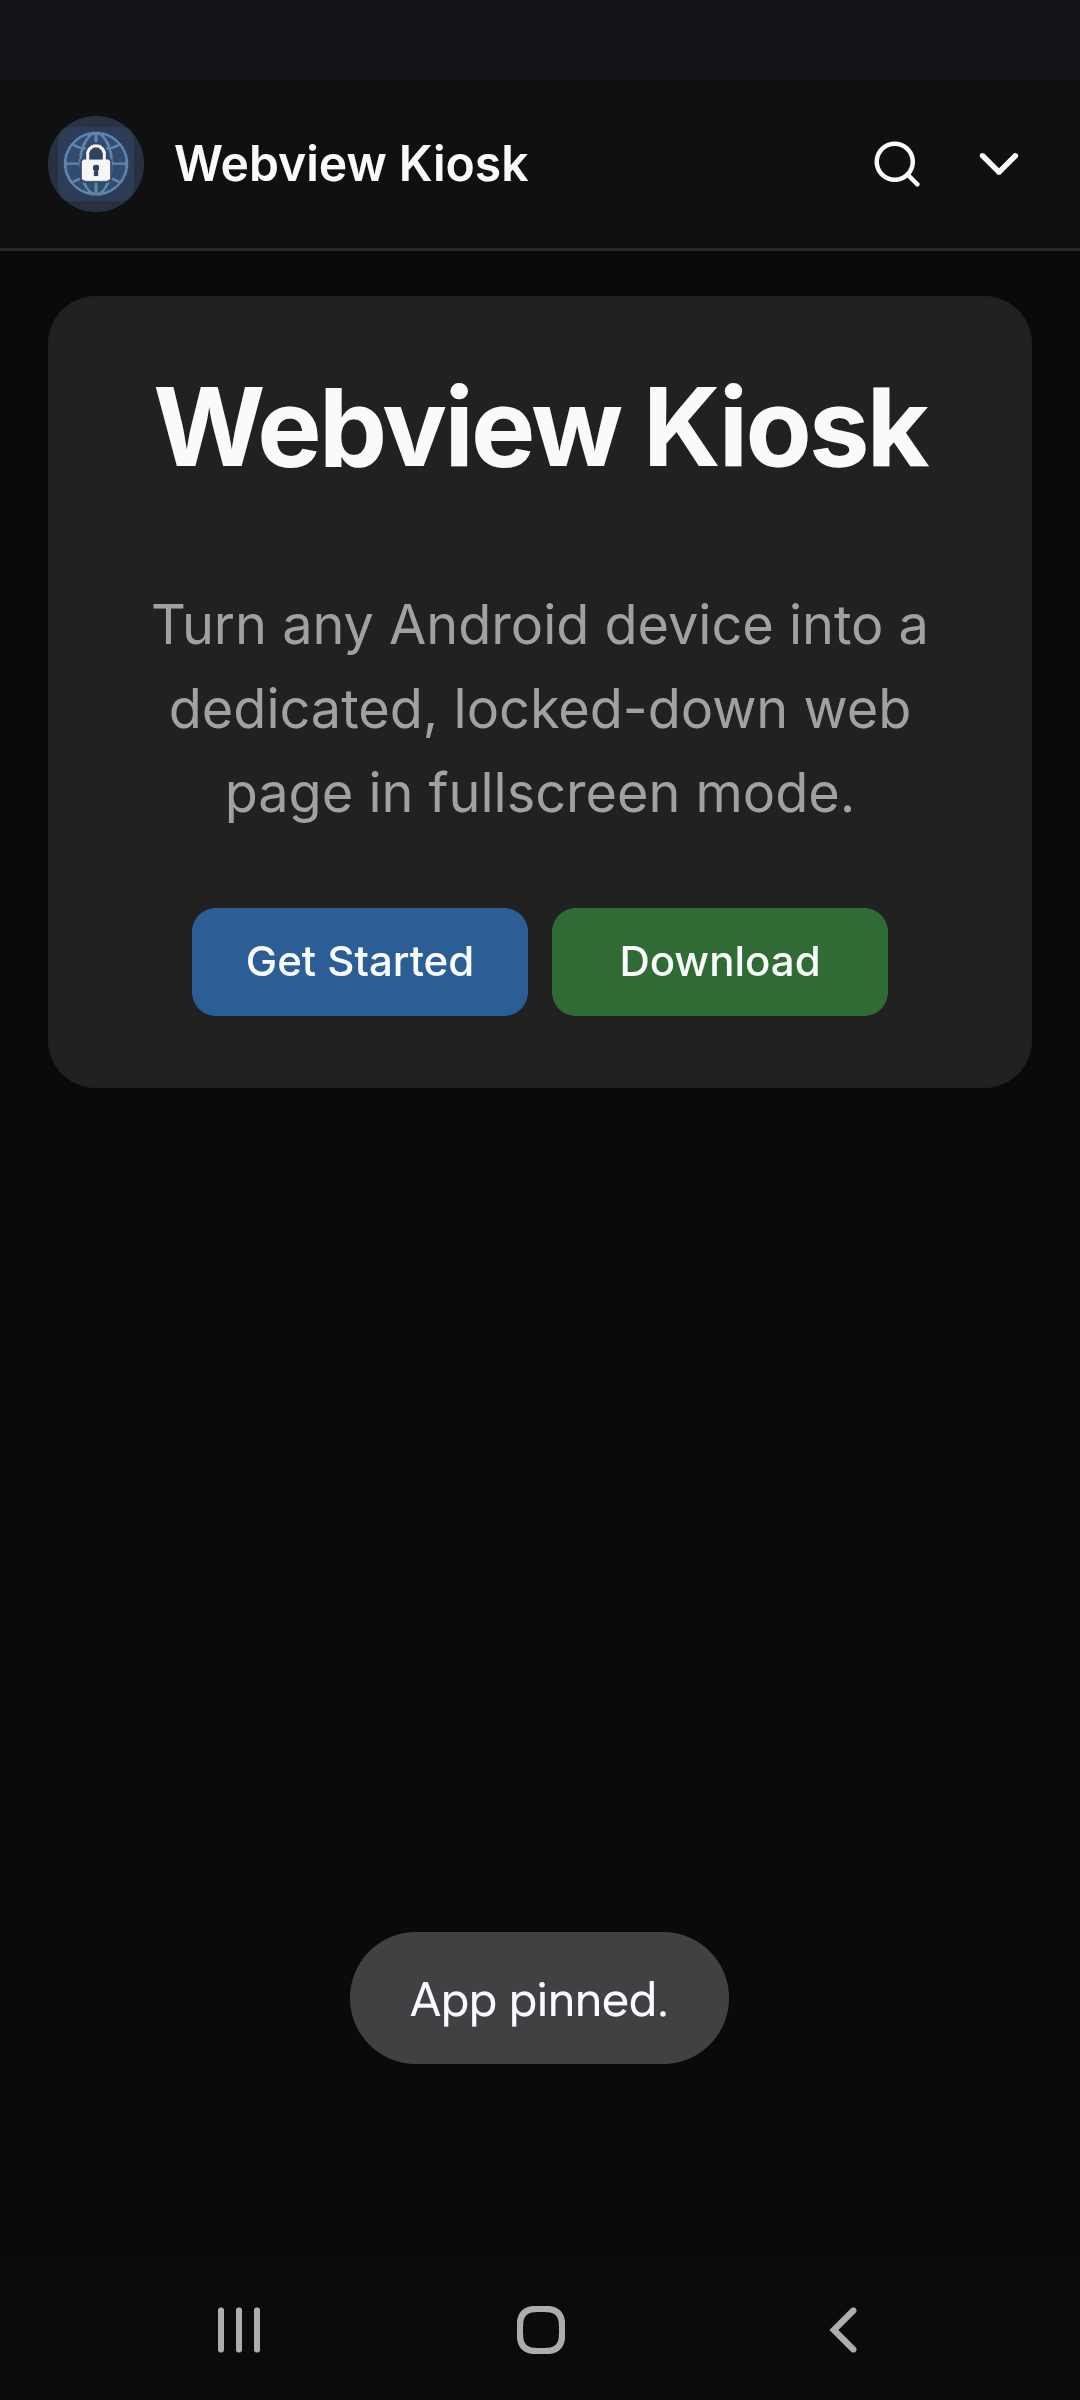 Webview Kiosk
Webview Kiosk
Turn any Android device into a
dedicated, locked-down web
page in fullscreen mode.
Get Started
Download
App pinned.